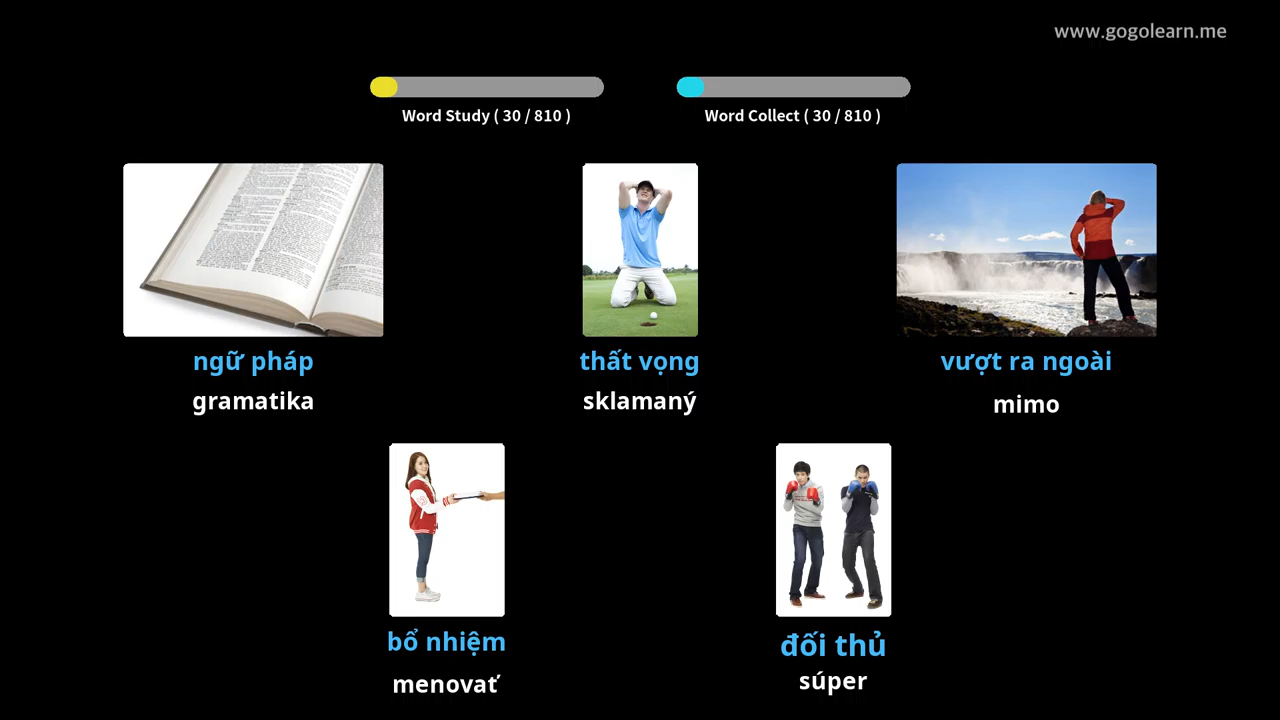 www.gogolearn.me
Word Study ( 30 / 810 )
Word Collect ( 30 / 810 )
ngữ pháp
gramatika
thất vọng
sklamaný
vượt ra ngoài
mimo
bổ nhiệm
menovať
đối thủ
súper